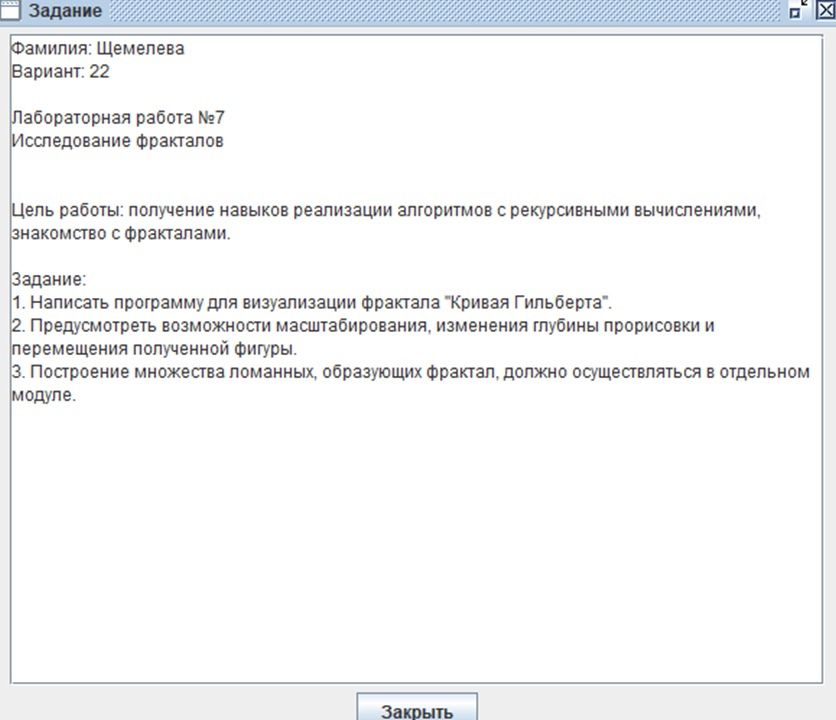 Задание
Фамилия: Щемелева
Вариант: 22
Лабораторная работа №7
Исследование фракталов
Цель работы: получение навыков реализации алгоритмов с рекурсивными вычислениями,
знакомство с фракталами.
Задание:
1. Написать программу для визуализации фрактала "Кривая Гильберта".
2. Предусмотреть возможности масштабирования, изменения глубины прорисовки и
перемещения полученной фигуры.
3. Построение множества ломанных, образующих фрактал, должно осуществляться в отдельном
модуле.
Закрыть